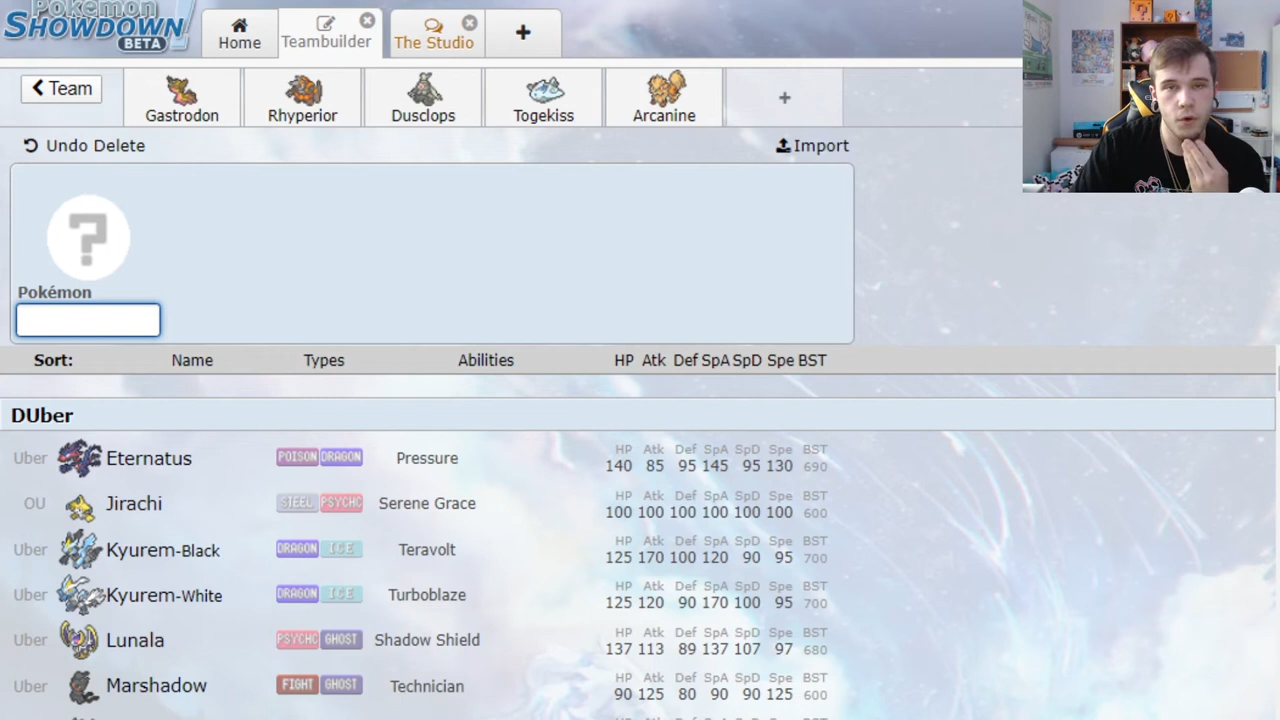 Pokémon
SHOWDOWN!
BETA
Home
Teambuilder
The Studio
+
Team
Gastrodon
Rhyperior
Dusclops
Togekiss
Arcanine
+
Undo Delete
Import
?
Pokémon
Sort: Name Types Abilities HP Atk Def SpA SpD Spe BST
DUber
HP Atk Def SpA SpD Spe BST
Uber Eternatus POISON DRAGON Pressure 140 85 95 145 95 130 690
HP Atk Def SpA SpD Spe BST
OU Jirachi STEEL PSYCHC Serene Grace 100 100 100 100 100 100 600
HP Atk Def SpA SpD Spe BST
Uber Kyurem-Black DRAGON ICE Teravolt 125 170 100 120 90 95 700
HP Atk Def SpA SpD Spe BST
Uber Kyurem-White DRAGON ICE Turboblaze 125 120 90 170 100 95 700
HP Atk Def SpA SpD Spe BST
Uber Lunala PSYCHC GHOST Shadow Shield 137 113 89 137 107 97 680
HP Atk Def SpA SpD Spe BST
Uber Marshadow FIGHT GHOST Technician 90 125 80 90 90 125 600